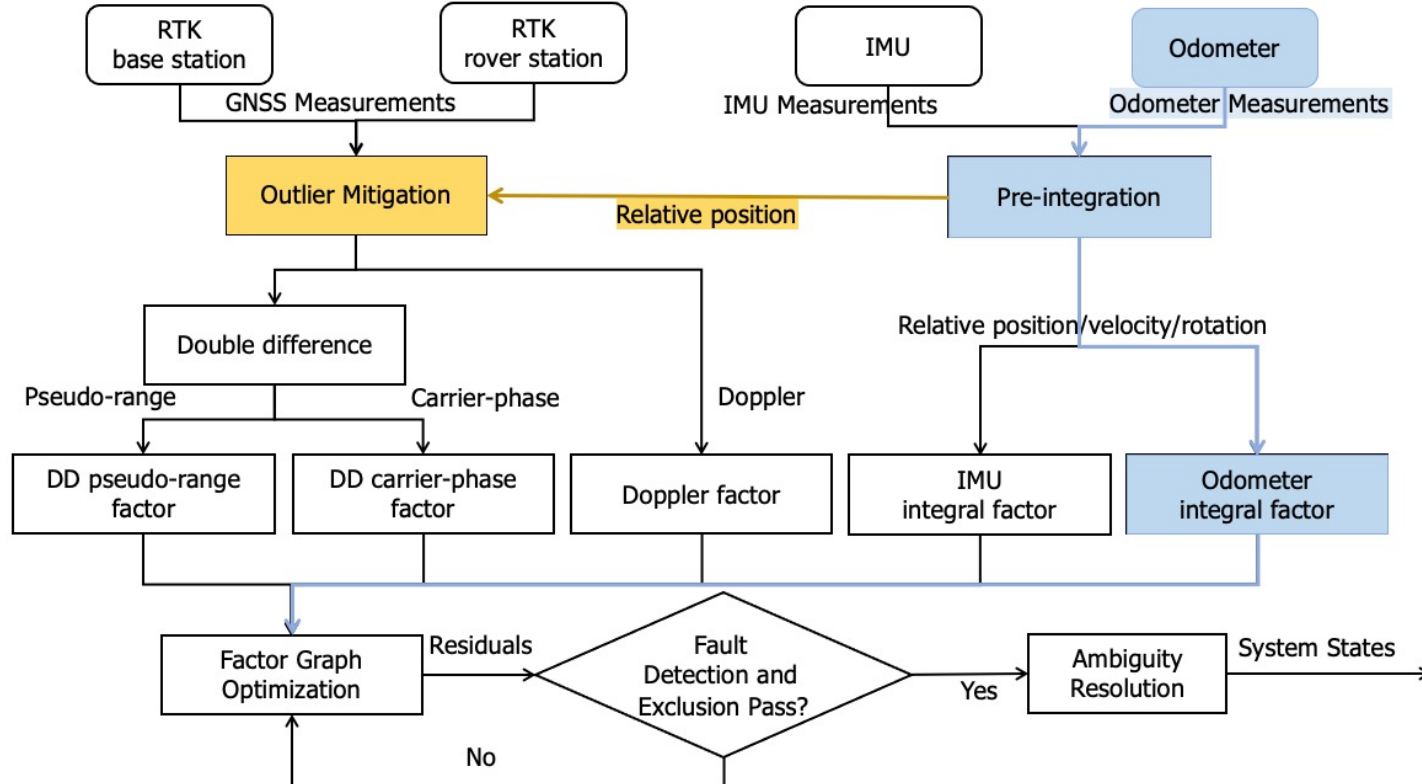 RTK
base station
RTK
rover station
IMU
Odometer
GNSS Measurements
IMU Measurements
Odometer Measurements
Outlier Mitigation
Relative position
Pre-integration
Double difference
Relative position/velocity/rotation
Pseudo-range
Carrier-phase
Doppler
DD pseudo-range
factor
DD carrier-phase
factor
Doppler factor
IMU
integral factor
Odometer
integral factor
Factor Graph
Optimization
Residuals
Fault
Detection and
Exclusion Pass?
Yes
Ambiguity
Resolution
System States
No